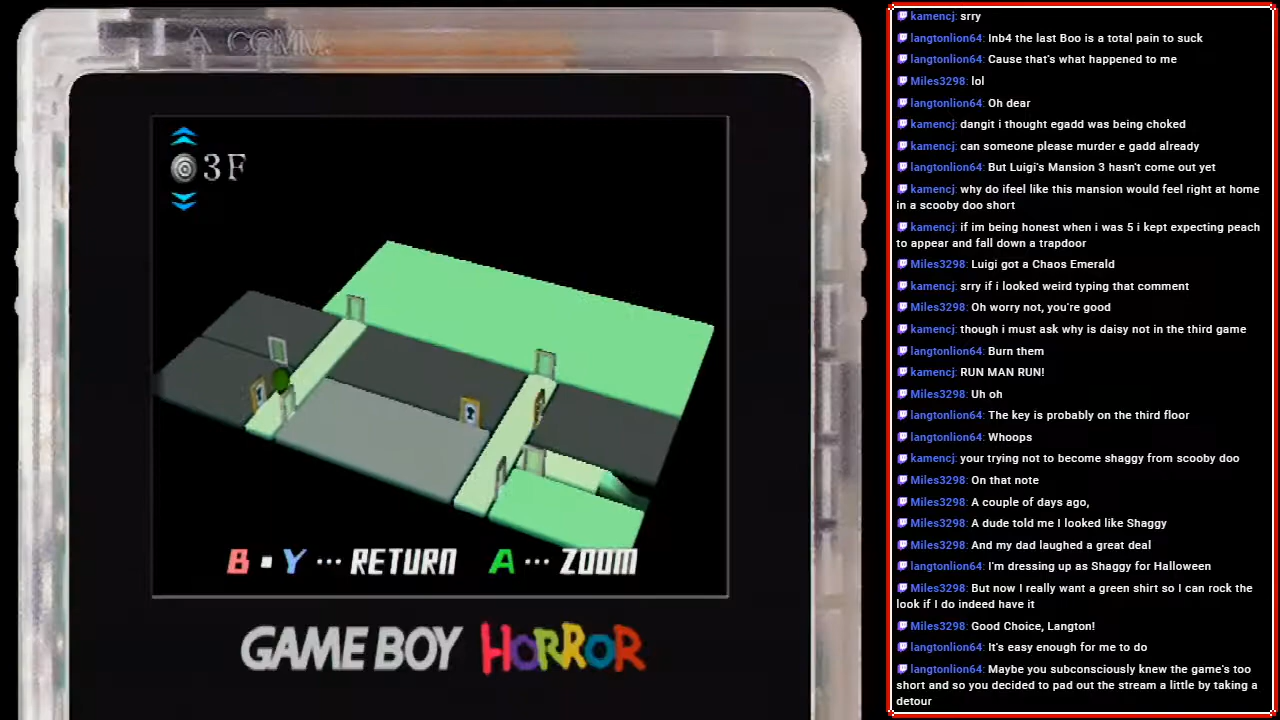 A COMM.
3F
B · Y ··· RETURN A ··· ZOOM
GAME BOY HORROR
kamencj: srry
langtonlion64: Inb4 the last Boo is a total pain to suck
langtonlion64: Cause that's what happened to me
Miles3298: lol
langtonlion64: Oh dear
kamencj: dangit i thought egadd was being choked
kamencj: can someone please murder e gadd already
langtonlion64: But Luigi's Mansion 3 hasn't come out yet
kamencj: why do ifeel like this mansion would feel right at home
in a scooby doo short
kamencj: if im being honest when i was 5 i kept expecting peach
to appear and fall down a trapdoor
Miles3298: Luigi got a Chaos Emerald
kamencj: srry if i looked weird typing that comment
Miles3298: Oh worry not, you're good
kamencj: though i must ask why is daisy not in the third game
langtonlion64: Burn them
kamencj: RUN MAN RUN!
Miles3298: Uh oh
langtonlion64: The key is probably on the third floor
langtonlion64: Whoops
kamencj: your trying not to become shaggy from scooby doo
Miles3298: On that note
Miles3298: A couple of days ago,
Miles3298: A dude told me I looked like Shaggy
Miles3298: And my dad laughed a great deal
langtonlion64: I'm dressing up as Shaggy for Halloween
Miles3298: But now I really want a green shirt so I can rock the
look if I do indeed have it
Miles3298: Good Choice, Langton!
langtonlion64: It's easy enough for me to do
langtonlion64: Maybe you subconsciously knew the game's too
short and so you decided to pad out the stream a little by taking a
detour